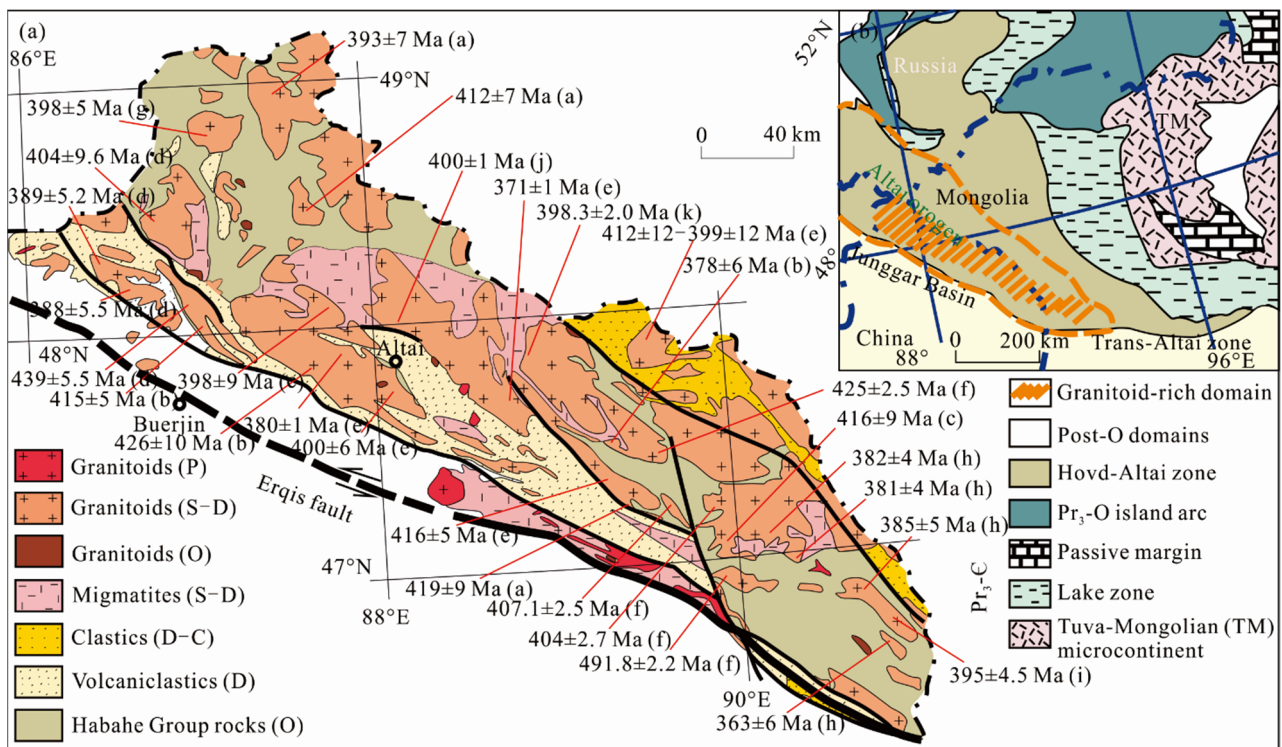 (a)
86°E
393±7 Ma (a)
49°N
398±5 Ma (g)
412±7 Ma (a)
0 40 km
404±9.6 Ma (d)
400±1 Ma (j)
371±1 Ma (e)
389±5.2 Ma (d)
398.3±2.0 Ma (k)
412±12−399±12 Ma (e)
378±6 Ma (b)
388±5.5 Ma (d)
48°N
Altai
439±5.5 Ma (d)
398±9 Ma (c)
415±5 Ma (b)
Buerjin
380±1 Ma (e)
426±10 Ma (b)
400±6 Ma (e)
425±2.5 Ma (f)
416±9 Ma (c)
382±4 Ma (h)
381±4 Ma (h)
385±5 Ma (h)
Erqis fault
416±5 Ma (e)
47°N
419±9 Ma (a)
88°E
407.1±2.5 Ma (f)
404±2.7 Ma (f)
491.8±2.2 Ma (f)
395±4.5 Ma (i)
90°E
363±6 Ma (h)
Granitoids (P)
Granitoids (S−D)
Granitoids (O)
Migmatites (S−D)
Clastics (D−C)
Volcaniclastics (D)
Habahe Group rocks (O)
52°N
(b)
Russia
TM
Altai orogen
Mongolia
48°
Junggar Basin
China
88°
0 200 km
Trans-Altai zone
96°E
Granitoid-rich domain
Post-O domains
Hovd-Altai zone
Pr₃-O island arc
Passive margin
Lake zone
Tuva-Mongolian (TM)
microcontinent
Pr₃-Є